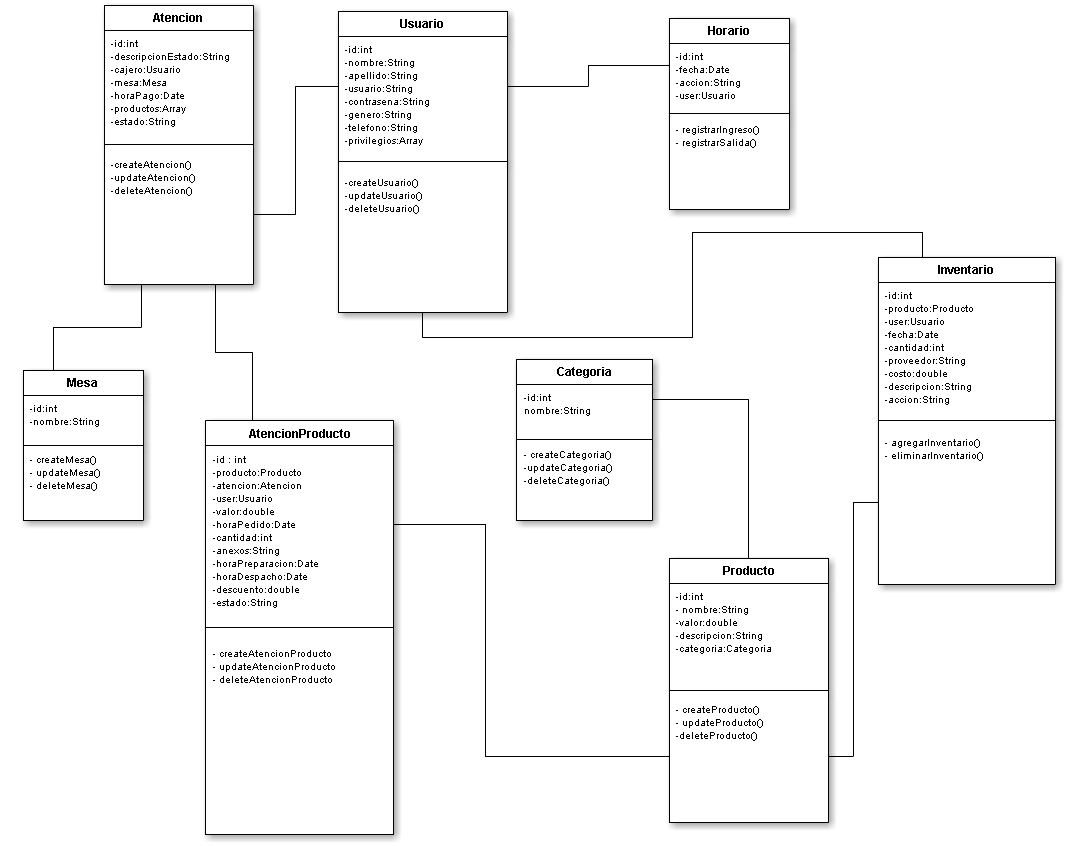 Atencion
-id:int
-descripcionEstado:String
-cajero:Usuario
-mesa:Mesa
-horaPago:Date
-productos:Array
-estado:String
-createAtencion()
-updateAtencion()
-deleteAtencion()
Usuario
-id:int
-nombre:String
-apellido:String
-usuario:String
-contrasena:String
-genero:String
-telefono:String
-privilegios:Array
-createUsuario()
-updateUsuario()
-deleteUsuario()
Horario
-id:int
-fecha:Date
-accion:String
-user:Usuario
- registrarIngreso()
- registrarSalida()
Inventario
-id:int
-producto:Producto
-user:Usuario
-fecha:Date
-cantidad:int
-proveedor:String
-costo:double
-descripcion:String
-accion:String
- agregarInventario()
- eliminarInventario()
Mesa
-id:int
-nombre:String
- createMesa()
- updateMesa()
- deleteMesa()
AtencionProducto
-id : int
-producto:Producto
-atencion:Atencion
-user:Usuario
-valor:double
-horaPedido:Date
-cantidad:int
-anexos:String
-horaPreparacion:Date
-horaDespacho:Date
-descuento:double
-estado:String
- createAtencionProducto
- updateAtencionProducto
- deleteAtencionProducto
Categoria
-id:int
nombre:String
- createCategoria()
-updateCategoria()
-deleteCategoria()
Producto
-id:int
- nombre:String
-valor:double
-descripcion:String
-categoria:Categoria
- createProducto()
- updateProducto()
-deleteProducto()